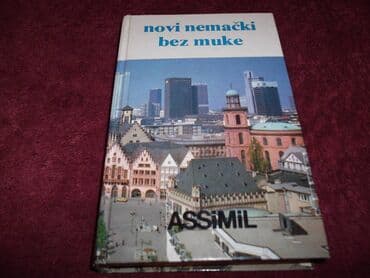 novi nemački
bez muke
ASSiMiL